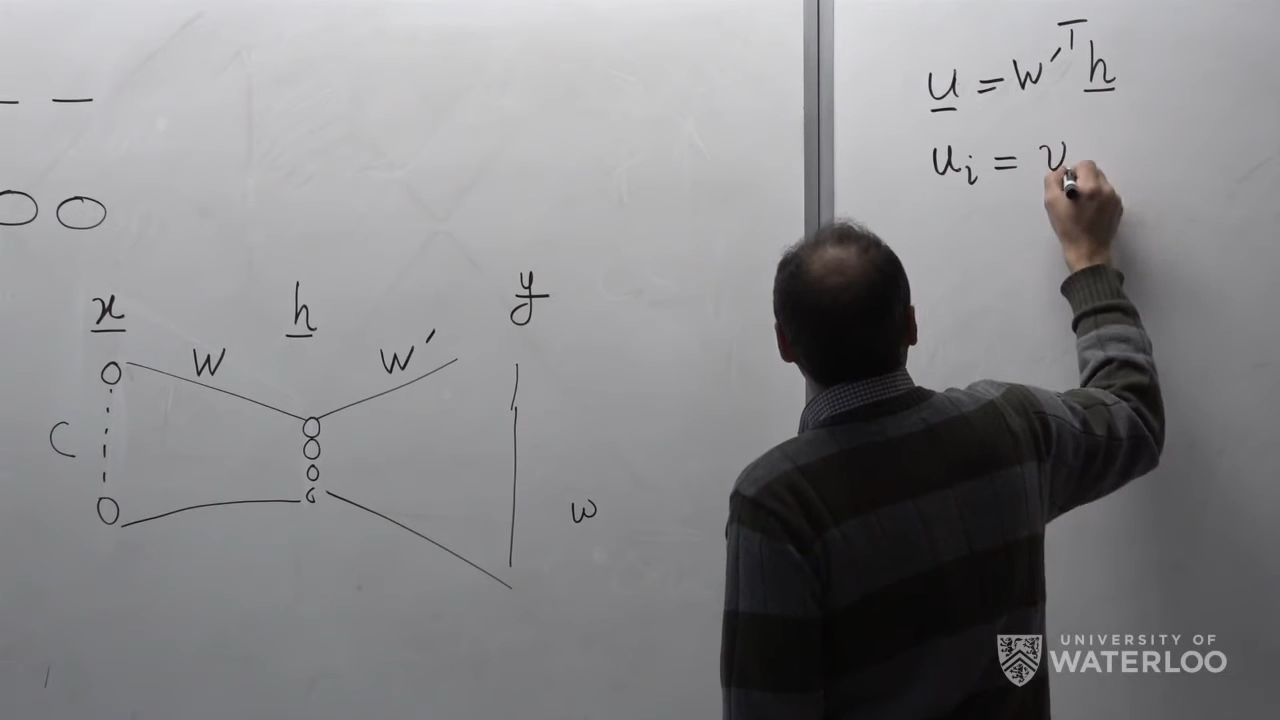 x
h
y
W
W′
C
w
u = W′ᵀ h
uᵢ = v
UNIVERSITY OF
WATERLOO